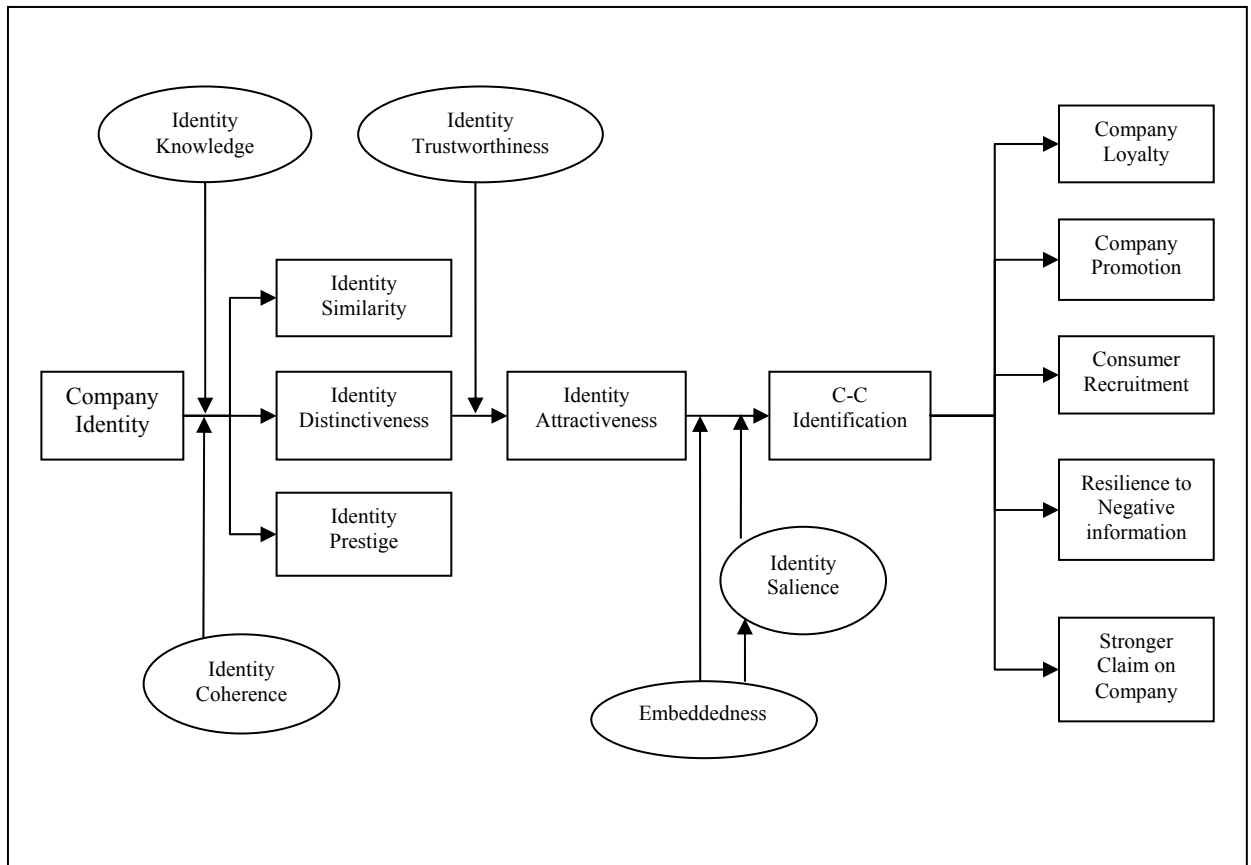 Identity
Knowledge
Identity
Trustworthiness
Company
Loyalty
Company
Promotion
Identity
Similarity
Consumer
Recruitment
Company
Identity
Identity
Distinctiveness
Identity
Attractiveness
C-C
Identification
Identity
Prestige
Resilience to
Negative
information
Identity
Salience
Identity
Coherence
Embeddedness
Stronger
Claim on
Company